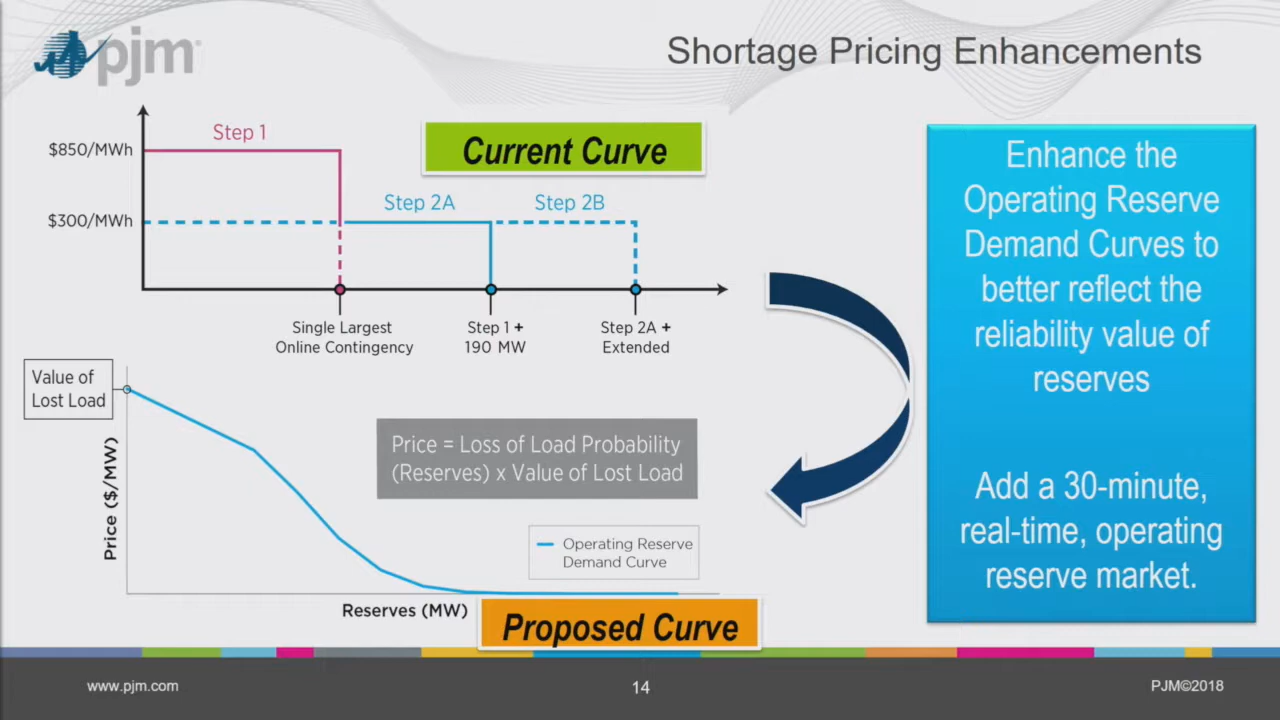 pjm
Shortage Pricing Enhancements
$850/MWh
$300/MWh
Step 1
Step 2A
Step 2B
Current Curve
Single Largest
Online Contingency
Step 1 +
190 MW
Step 2A +
Extended
Value of
Lost Load
Price ($/MW)
Price = Loss of Load Probability
(Reserves) x Value of Lost Load
Operating Reserve
Demand Curve
Reserves (MW)
Proposed Curve
Enhance the
Operating Reserve
Demand Curves to
better reflect the
reliability value of
reserves
Add a 30-minute,
real-time, operating
reserve market.
www.pjm.com
14
PJM©2018